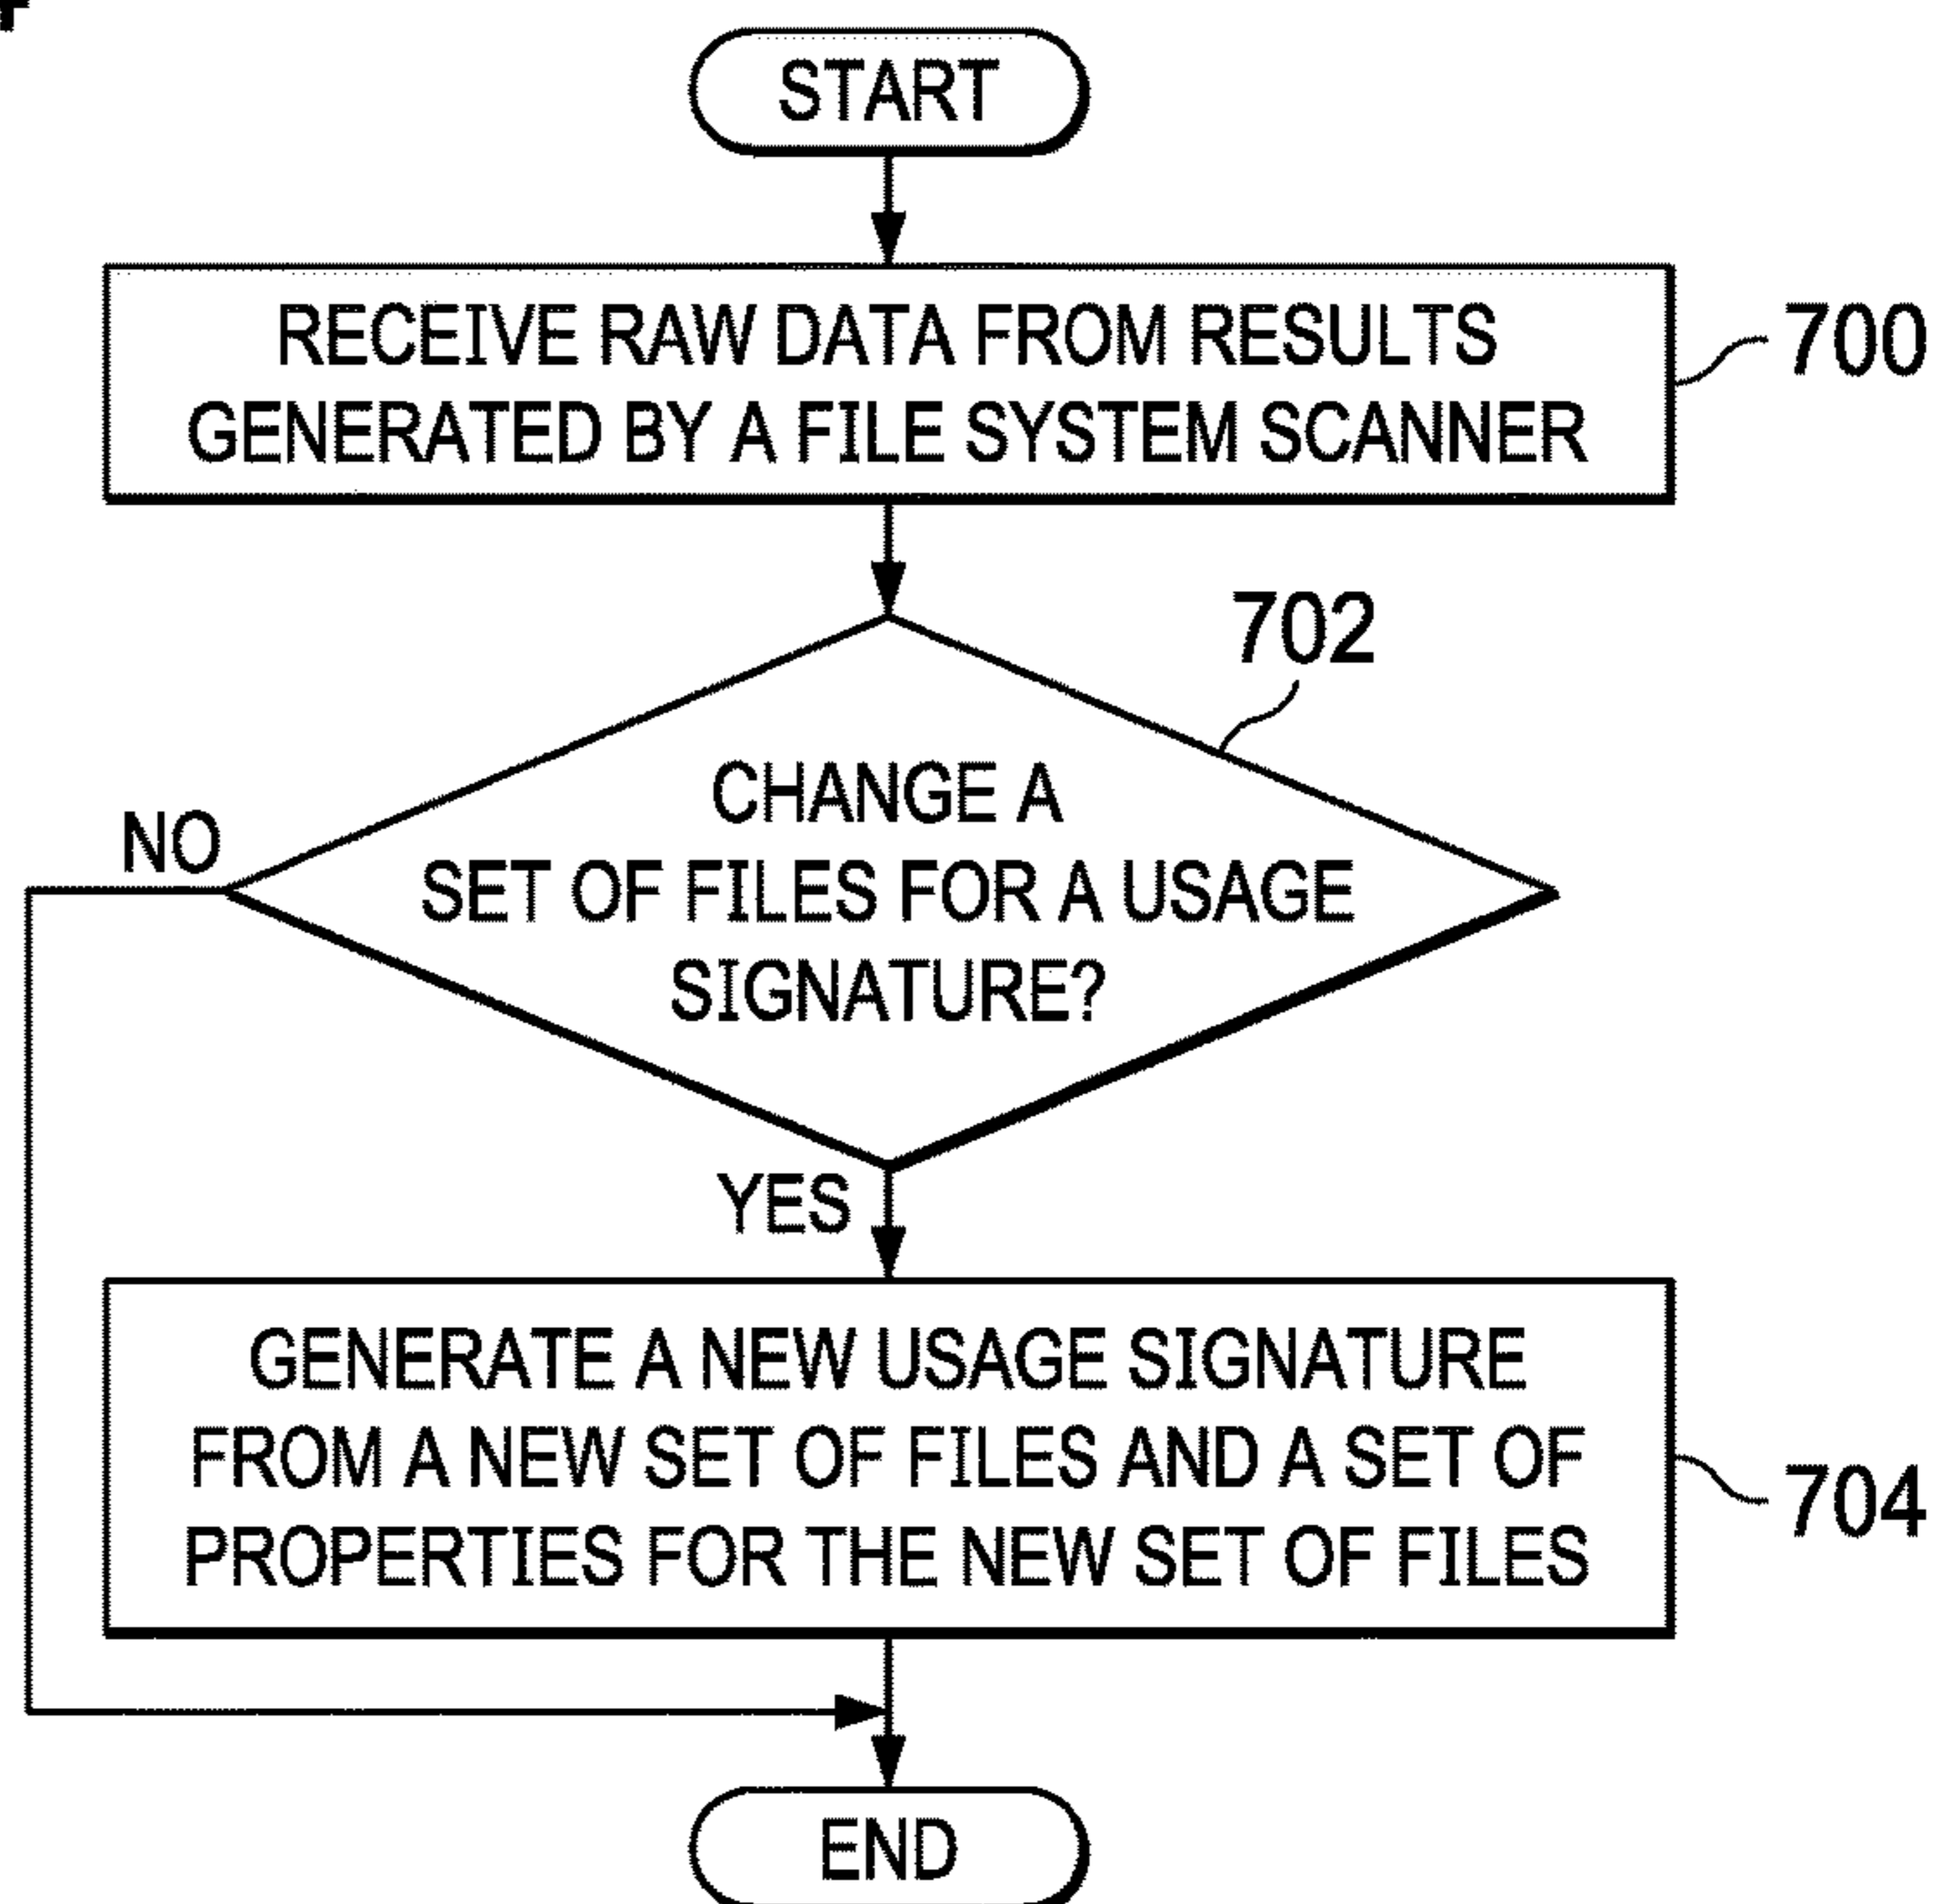 START
RECEIVE RAW DATA FROM RESULTS
GENERATED BY A FILE SYSTEM SCANNER
700
702
CHANGE A
SET OF FILES FOR A USAGE
SIGNATURE?
NO
YES
GENERATE A NEW USAGE SIGNATURE
FROM A NEW SET OF FILES AND A SET OF
PROPERTIES FOR THE NEW SET OF FILES
704
END